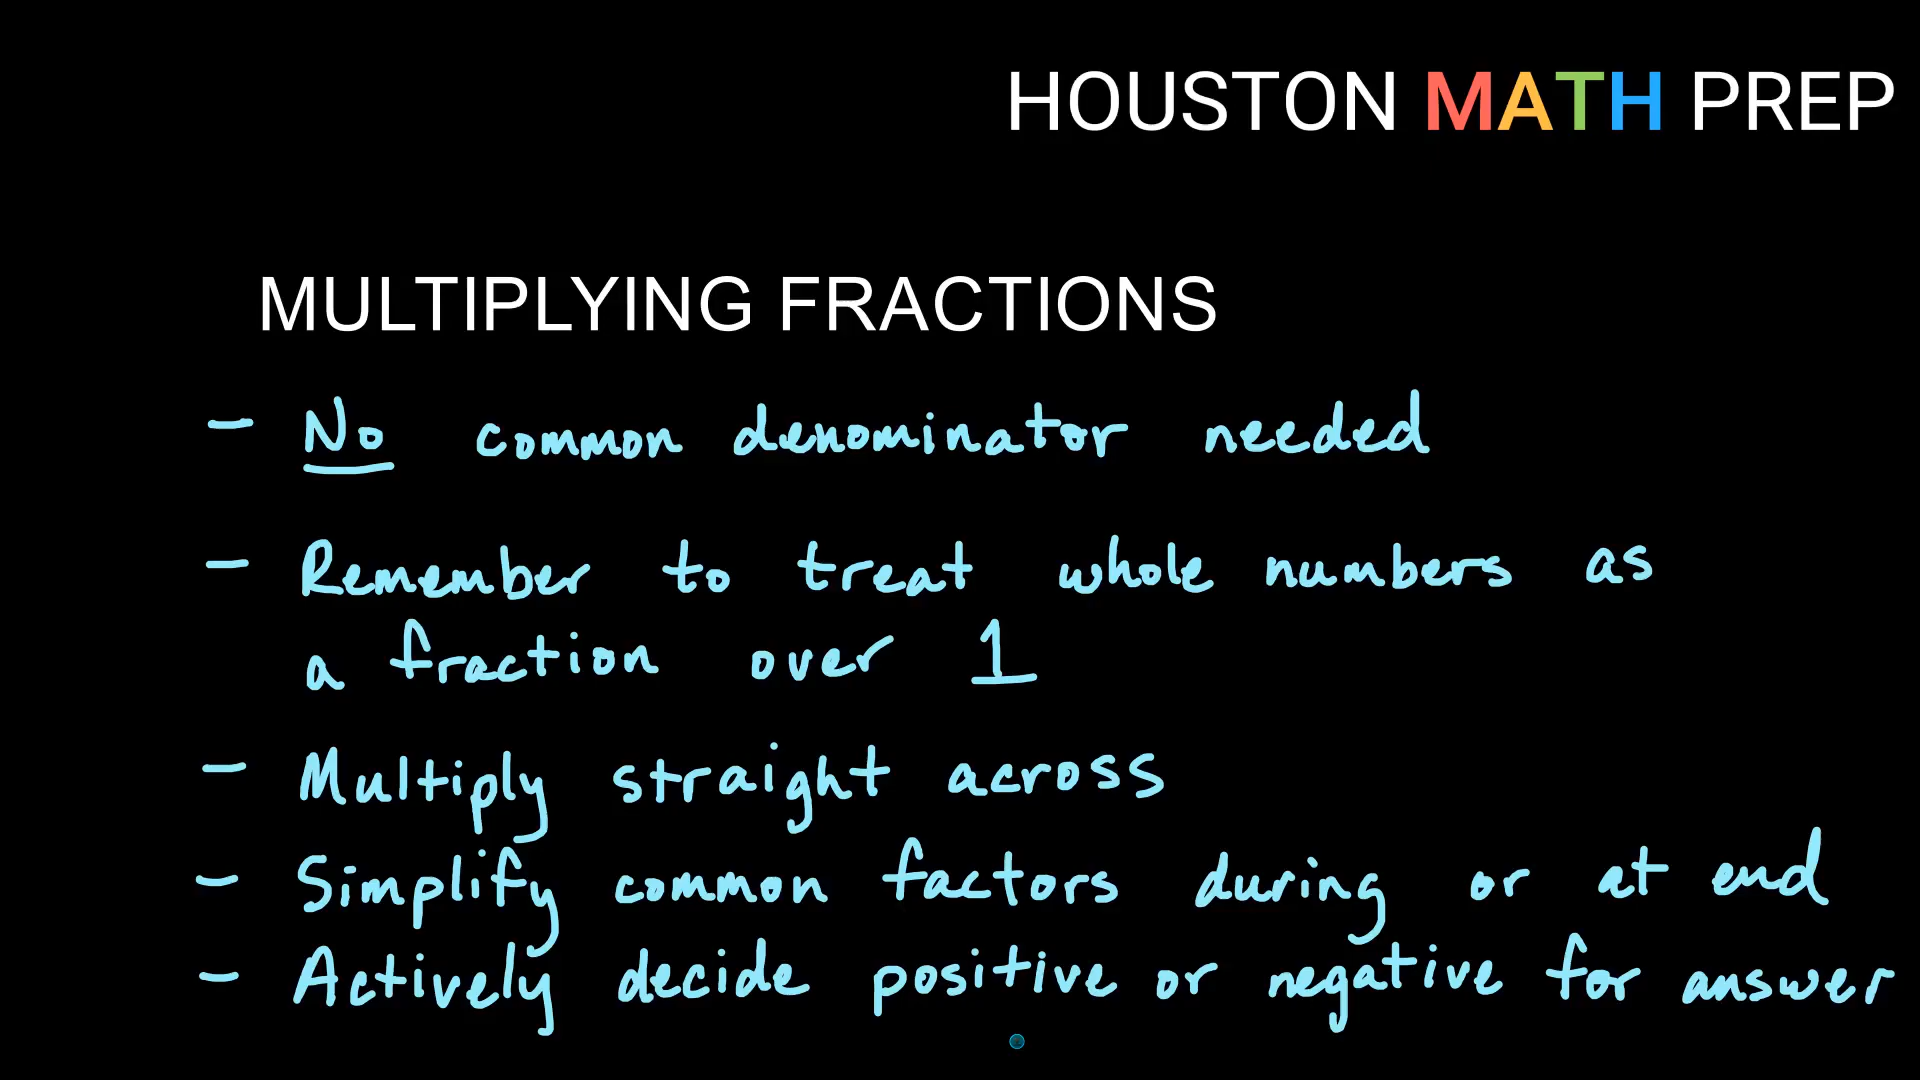 HOUSTON MATH PREP
MULTIPLYING FRACTIONS
- No common denominator needed
- Remember to treat whole numbers as
a fraction over 1
- Multiply straight across
- Simplify common factors during or at end
- Actively decide positive or negative for answer